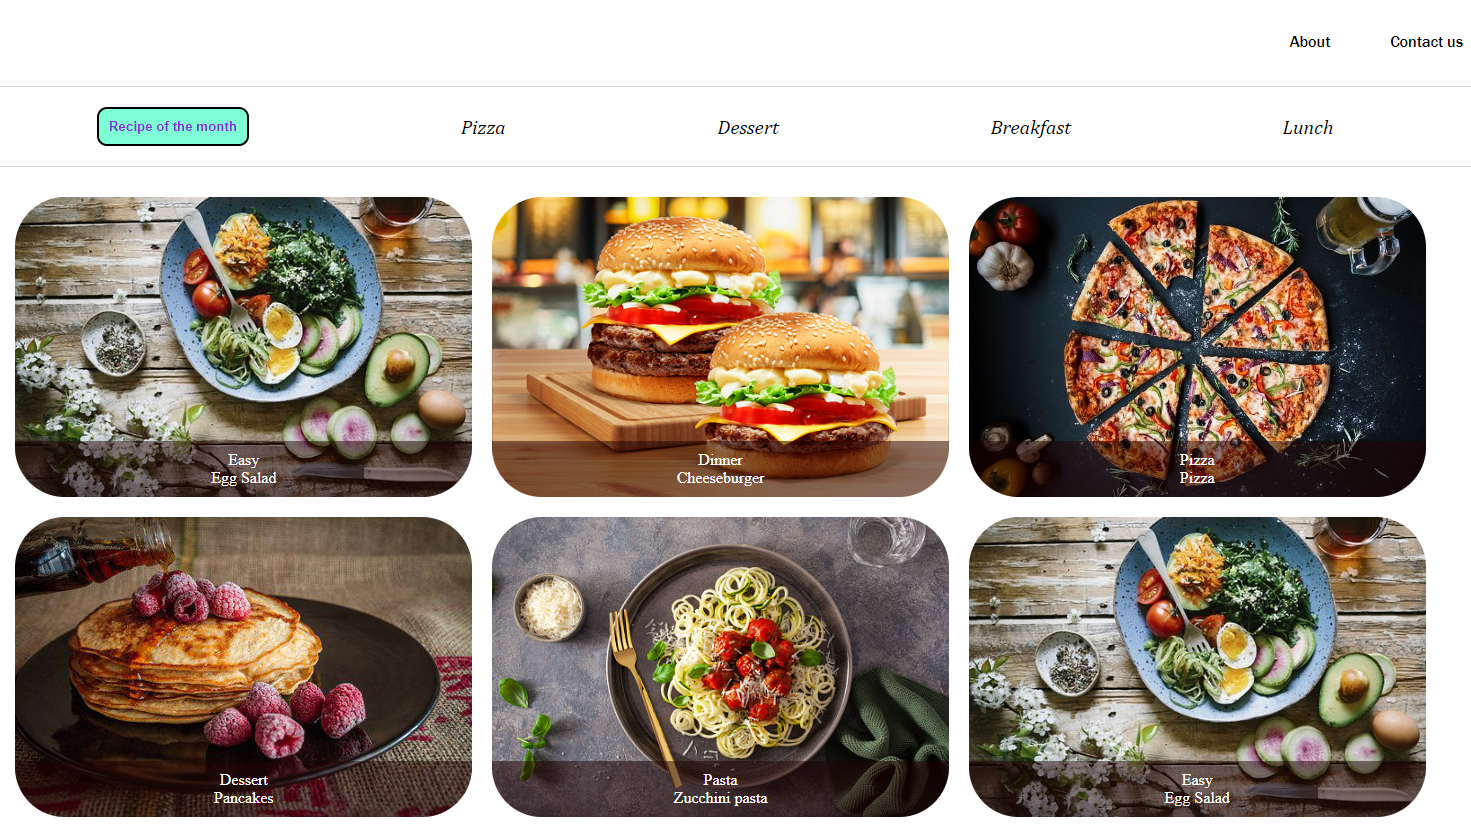 About Contact us
Recipe of the month Pizza Dessert Breakfast Lunch
Easy
Egg Salad
Dinner
Cheeseburger
Pizza
Pizza
Dessert
Pancakes
Pasta
Zucchini pasta
Easy
Egg Salad